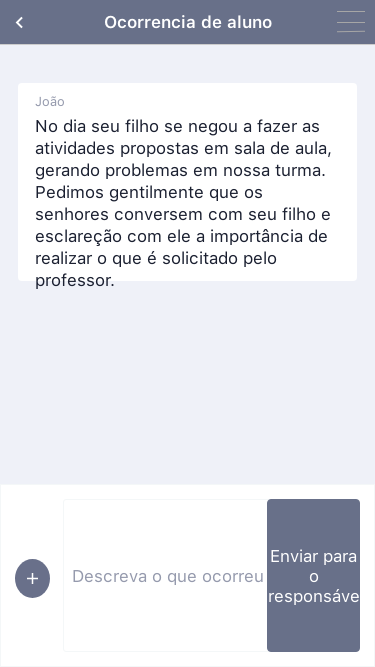 Ocorrencia de aluno
João
No dia seu filho se negou a fazer as
atividades propostas em sala de aula,
gerando problemas em nossa turma.
Pedimos gentilmente que os
senhores conversem com seu filho e
esclareção com ele a importância de
realizar o que é solicitado pelo
professor.
+
Descreva o que ocorreu
Enviar para
o
responsáve